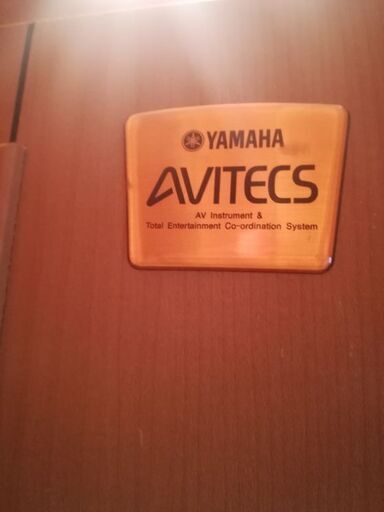 YAMAHA
AVITECS
AV Instrument &
Total Entertainment Co-ordination System